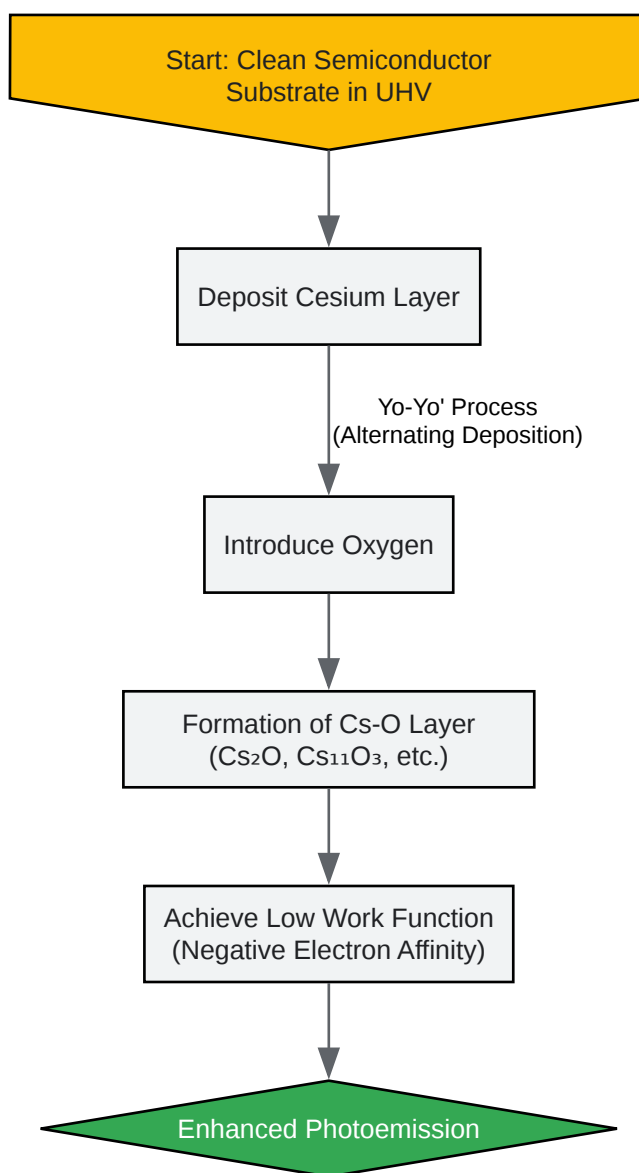 Start: Clean Semiconductor
Substrate in UHV
Deposit Cesium Layer
Yo-Yo' Process
(Alternating Deposition)
Introduce Oxygen
Formation of Cs-O Layer
(Cs₂O, Cs₁₁O₃, etc.)
Achieve Low Work Function
(Negative Electron Affinity)
Enhanced Photoemission